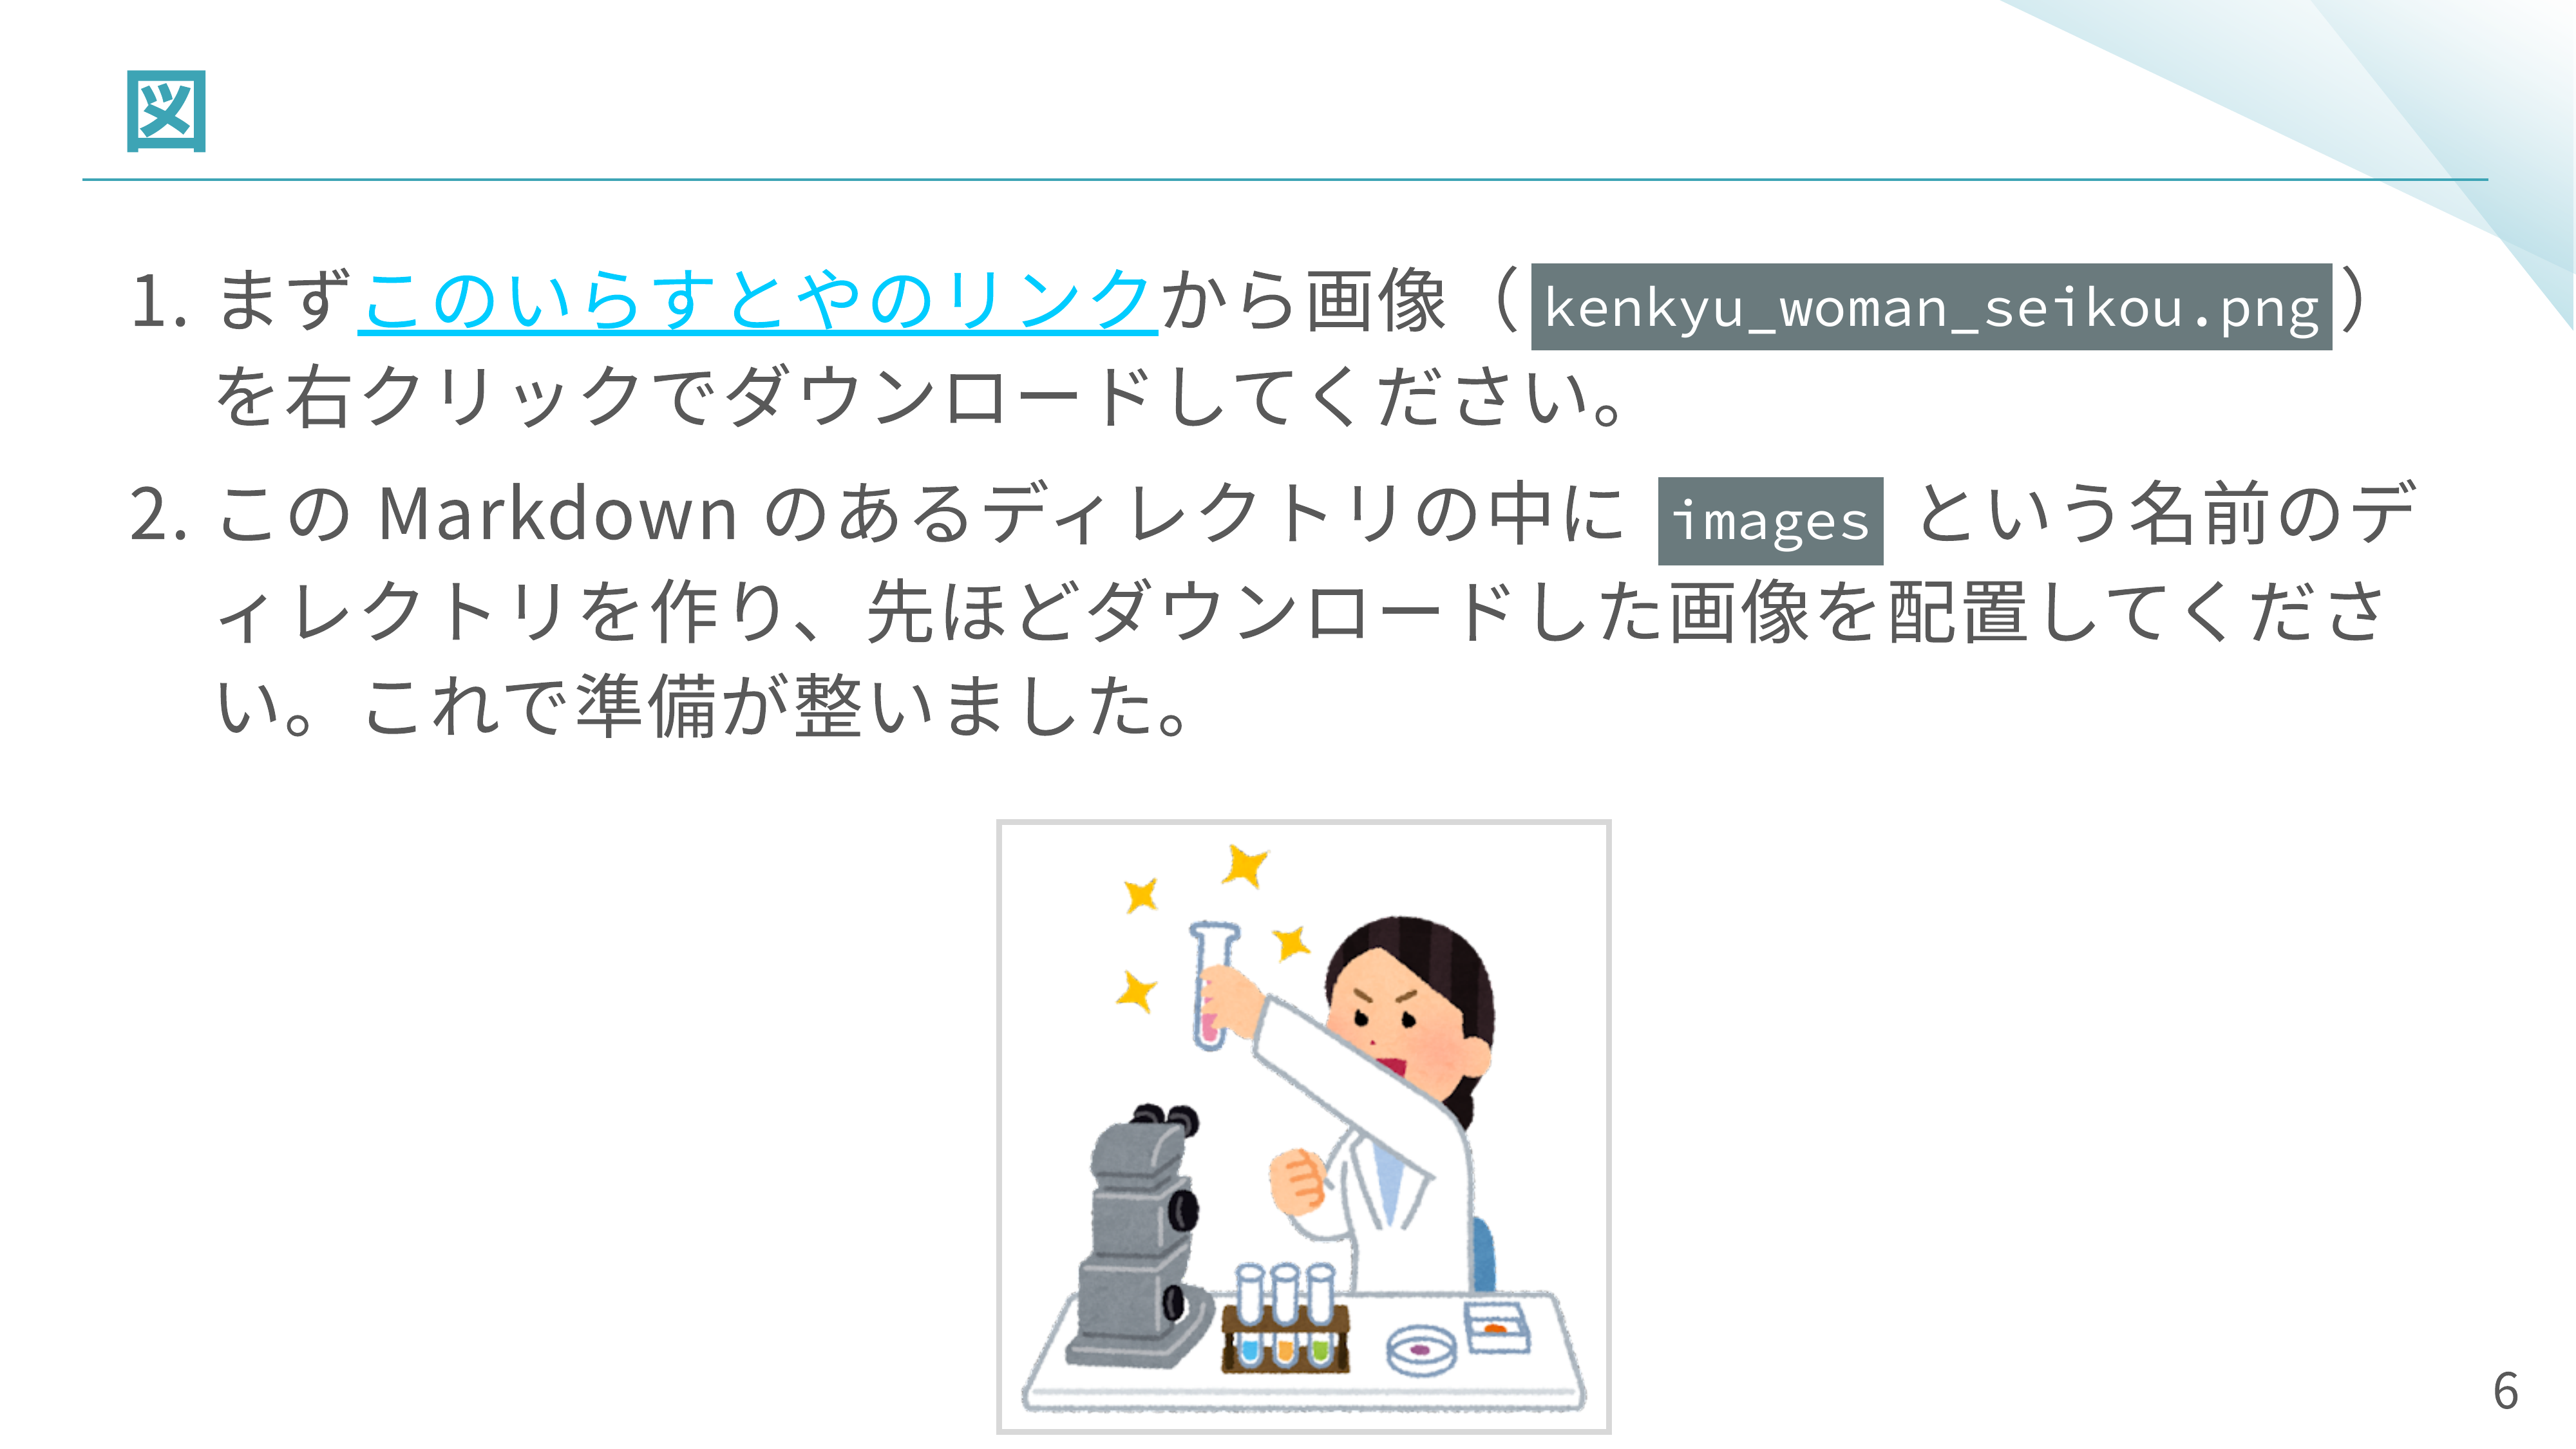 図
1. まずこのいらすとやのリンクから画像（kenkyu_woman_seikou.png）
を右クリックでダウンロードしてください。
2. この Markdown のあるディレクトリの中に images という名前のデ
ィレクトリを作り、先ほどダウンロードした画像を配置してくださ
い。これで準備が整いました。
6